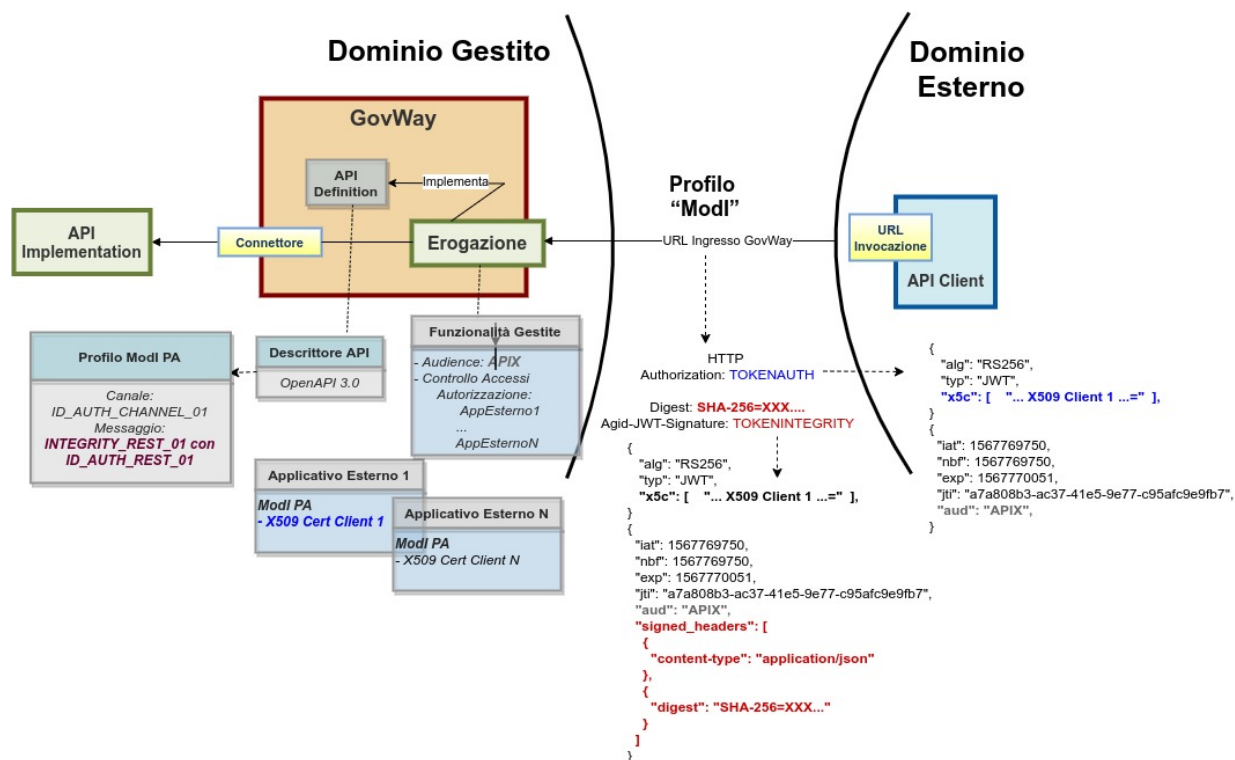 Dominio Gestito
Dominio
Esterno
GovWay
API
Definition
Implementa
Profilo
“ModI”
API
Implementation
Connettore
Erogazione
URL Ingresso GovWay
URL
Invocazione
API Client
Profilo ModI PA
Canale:
ID_AUTH_CHANNEL_01
Messaggio:
INTEGRITY_REST_01 con
ID_AUTH_REST_01
Descrittore API
OpenAPI 3.0
Funzionalità Gestite
- Audience: APIX
- Controllo Accessi
Autorizzazione:
AppEsterno1
...
AppEsternoN
Applicativo Esterno 1
ModI PA
- X509 Cert Client 1
Applicativo Esterno N
ModI PA
- X509 Cert Client N
HTTP
Authorization: TOKENAUTH
Digest: SHA-256=XXX....
Agid-JWT-Signature: TOKENINTEGRITY
{
"alg": "RS256",
"typ": "JWT",
"x5c": [ "... X509 Client 1 ...=" ],
}
{
"iat": 1567769750,
"nbf": 1567769750,
"exp": 1567770051,
"jti": "a7a808b3-ac37-41e5-9e77-c95afc9e9fb7",
"aud": "APIX",
"signed_headers": [
{
"content-type": "application/json"
},
{
"digest": "SHA-256=XXX..."
}
]
}
{
"alg": "RS256",
"typ": "JWT",
"x5c": [ "... X509 Client 1 ...=" ],
}
{
"iat": 1567769750,
"nbf": 1567769750,
"exp": 1567770051,
"jti": "a7a808b3-ac37-41e5-9e77-c95afc9e9fb7",
"aud": "APIX",
}